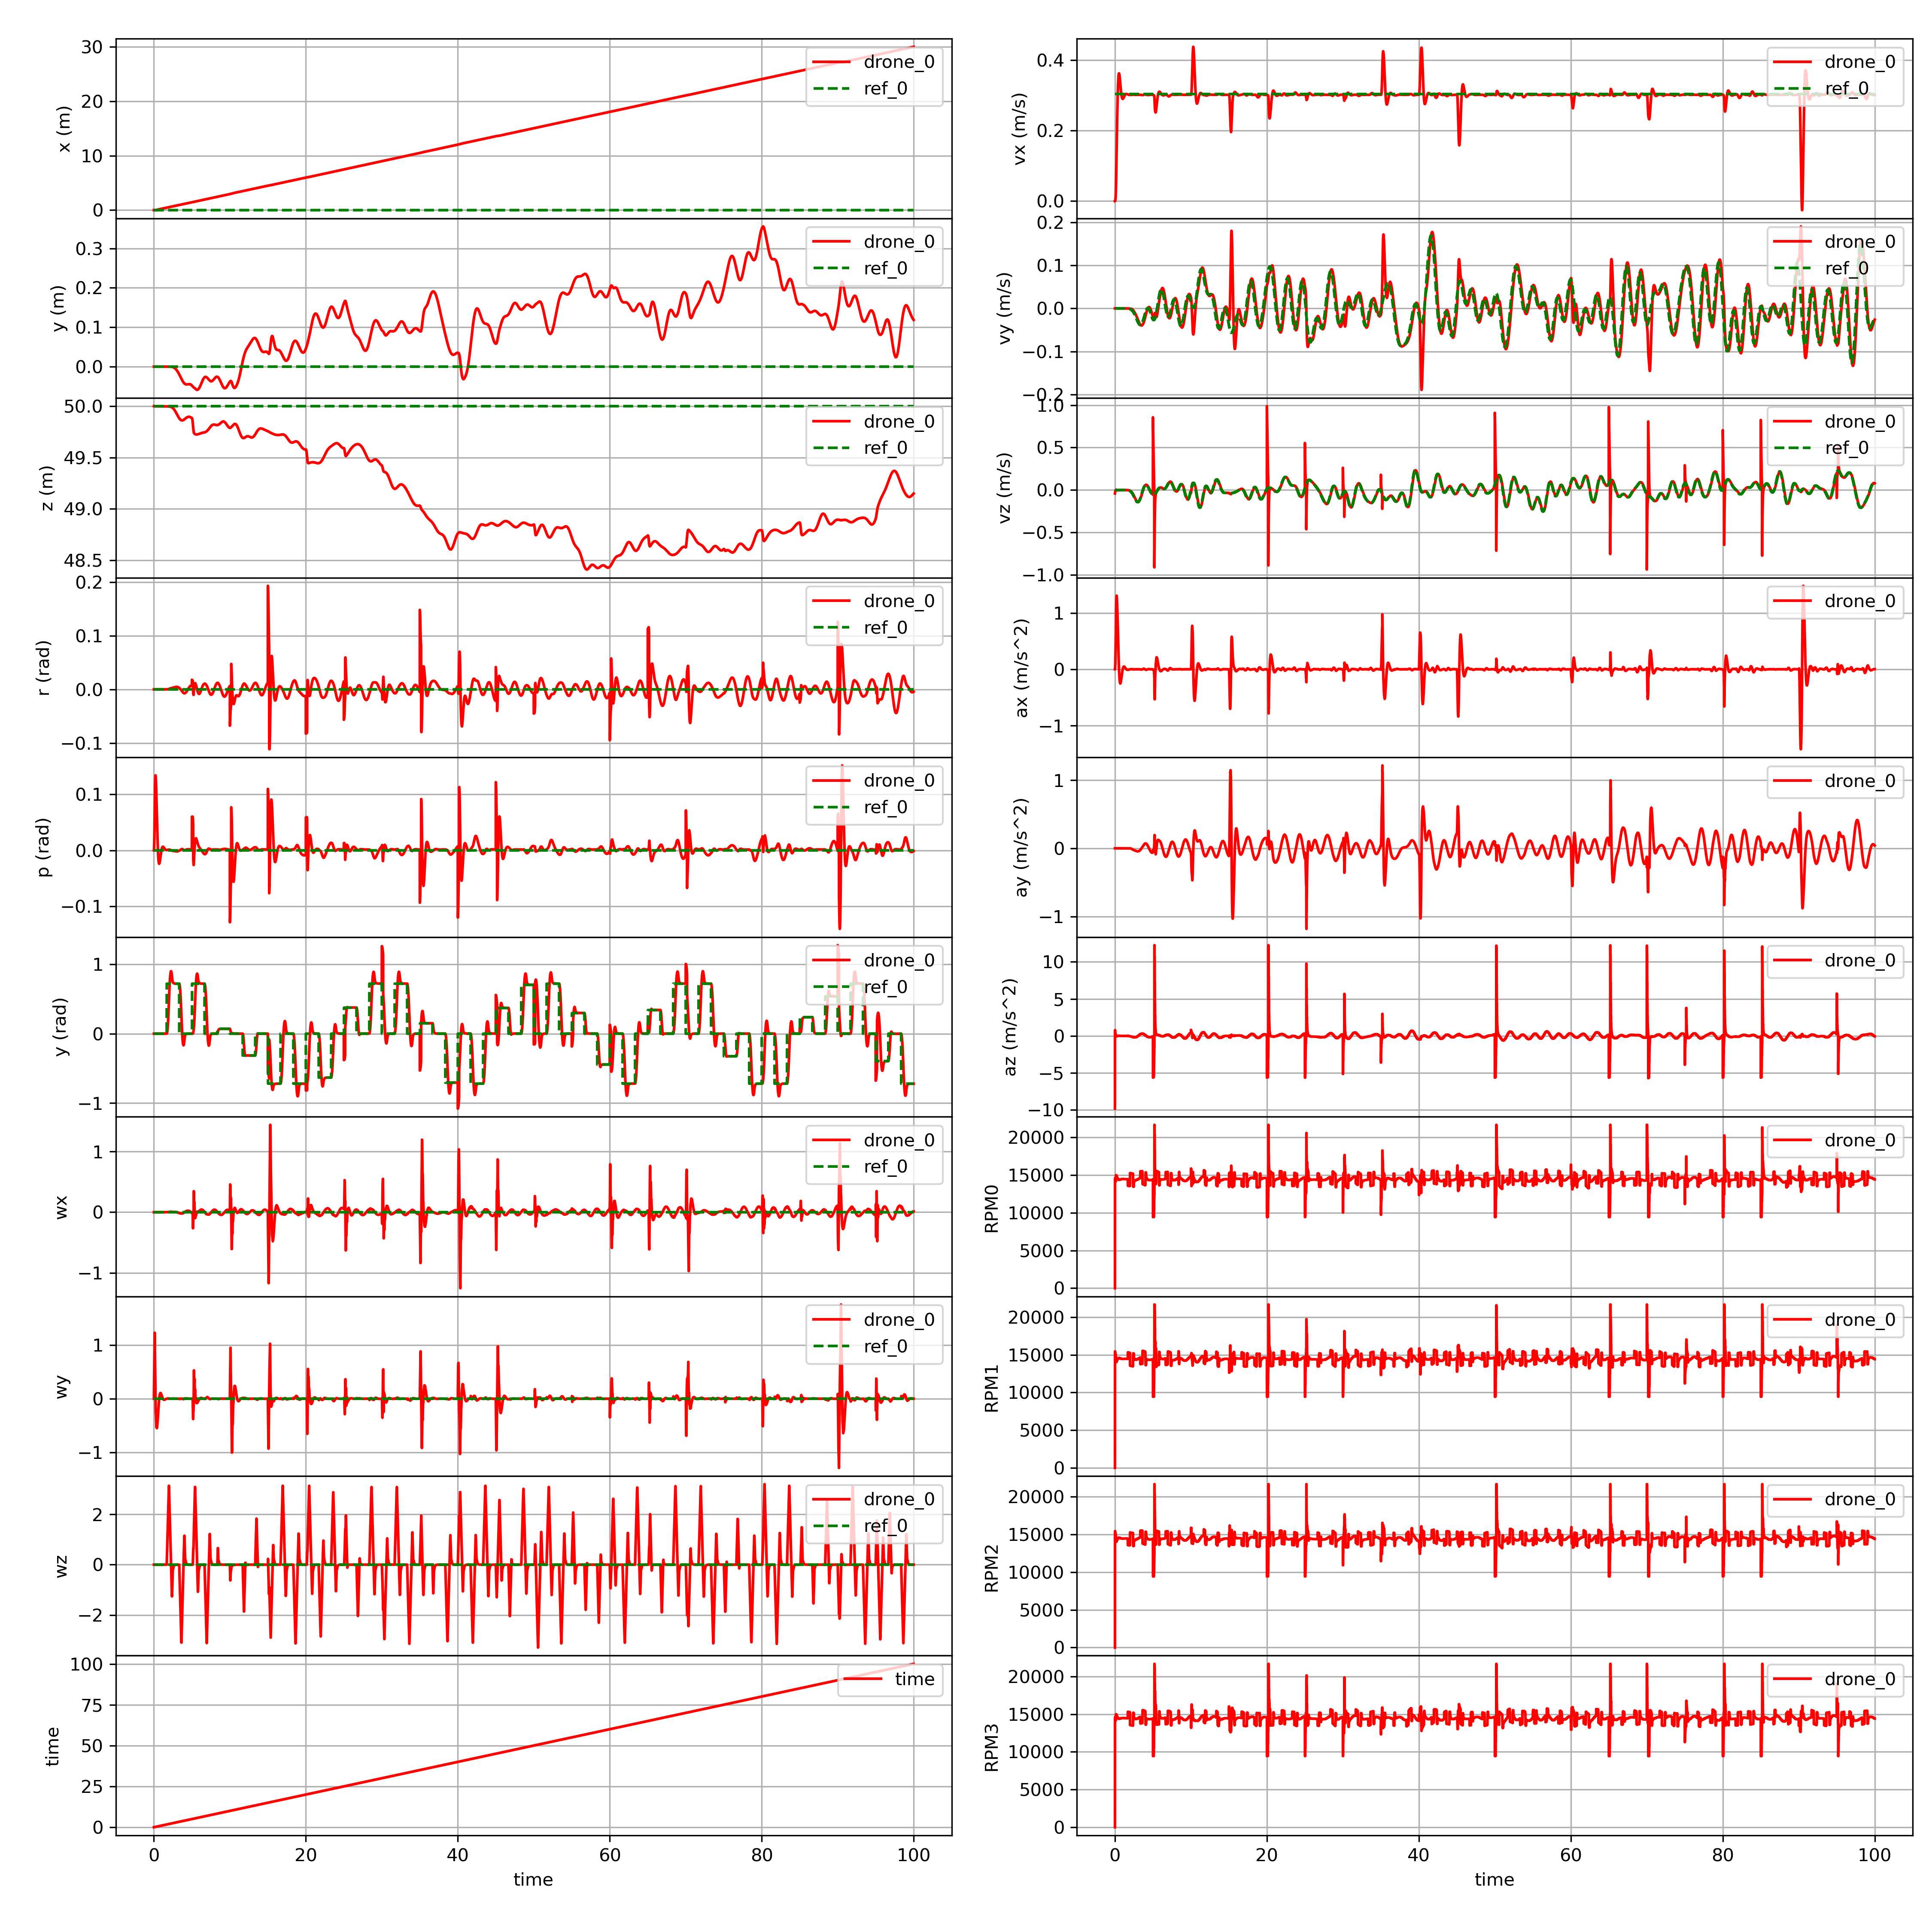 30
20
10
0
x (m)
drone_0
ref_0
0.3
0.2
0.1
0.0
y (m)
drone_0
ref_0
50.0
49.5
49.0
48.5
z (m)
drone_0
ref_0
0.2
0.1
0.0
−0.1
r (rad)
drone_0
ref_0
0.1
0.0
−0.1
p (rad)
drone_0
ref_0
1
0
−1
y (rad)
drone_0
ref_0
1
0
−1
wx
drone_0
ref_0
1
0
−1
wy
drone_0
ref_0
2
0
−2
wz
drone_0
ref_0
100
75
50
25
0
time
time
0 20 40 60 80 100
time
0.4
0.2
0.0
vx (m/s)
drone_0
ref_0
0.2
0.1
0.0
−0.1
−0.2
vy (m/s)
drone_0
ref_0
1.0
0.5
0.0
−0.5
−1.0
vz (m/s)
drone_0
ref_0
1
0
−1
ax (m/s^2)
drone_0
1
0
−1
ay (m/s^2)
drone_0
10
5
0
−5
−10
az (m/s^2)
drone_0
20000
15000
10000
5000
0
RPM0
drone_0
20000
15000
10000
5000
0
RPM1
drone_0
20000
15000
10000
5000
0
RPM2
drone_0
20000
15000
10000
5000
0
RPM3
drone_0
0 20 40 60 80 100
time